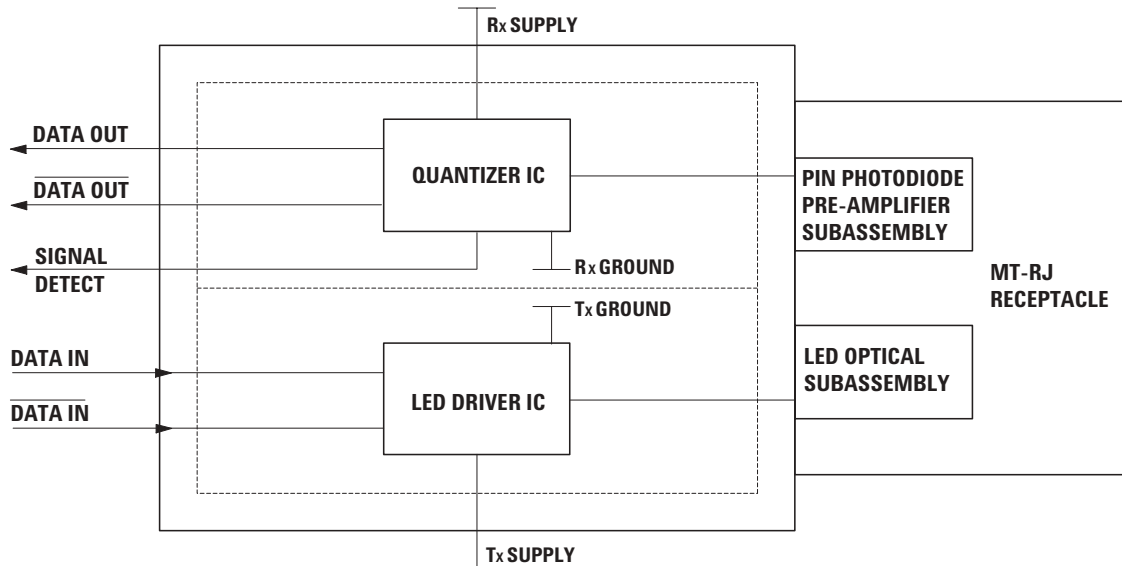 Rx SUPPLY
DATA OUT
DATA OUT
SIGNAL
DETECT
QUANTIZER IC
Rx GROUND
PIN PHOTODIODE
PRE-AMPLIFIER
SUBASSEMBLY
MT-RJ
RECEPTACLE
Tx GROUND
DATA IN
DATA IN
LED DRIVER IC
LED OPTICAL
SUBASSEMBLY
Tx SUPPLY